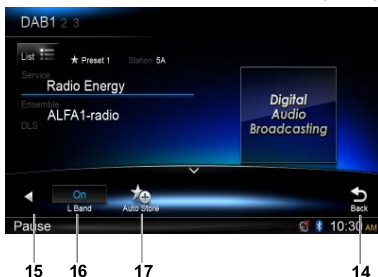 DAB1 2 3
List ★ Preset 1 Station 5A
Service
Radio Energy
Ensemble
ALFA1-radio
DLS
Digital
Audio
Broadcasting
On
L Band
Auto Store
Back
Pause
10:30 AM
15 16 17 14